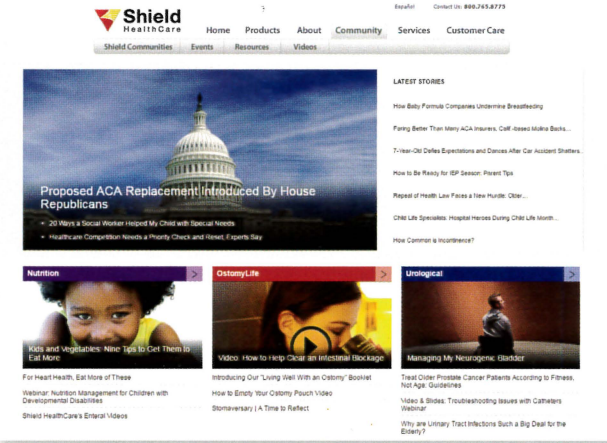 Español Contact Us: 800.765.8775
Shield
HealthCare
Home Products About Community Services Customer Care
Shield Communities Events Resources Videos
LATEST STORIES
How Baby Formula Companies Undermine Breastfeeding
Faring Better Than Many ACA Insurers, Calif.-based Molina Backs...
7-Year-Old Defies Expectations and Dances After Car Accident Shatters...
How to Be Ready for IEP Season: Parent Tips
Repeal of Health Law Faces a New Hurdle: Older...
Child Life Specialists: Hospital Heroes During Child Life Month...
How Common is Incontinence?
Proposed ACA Replacement Introduced By House
Republicans
20 Ways a Social Worker Helped My Child with Special Needs
Healthcare Competition Needs a Priority Check and Reset, Experts Say
Nutrition >
Kids and Vegetables: Nine Tips to Get Them to
Eat More
For Heart Health, Eat More of These
Webinar: Nutrition Management for Children with
Developmental Disabilities
Shield HealthCare's Enteral Videos
OstomyLife >
Video: How to Help Clear an Intestinal Blockage
Introducing Our "Living Well With an Ostomy" Booklet
How to Empty Your Ostomy Pouch Video
Stomaversary | A Time to Reflect
Urological >
Managing My Neurogenic Bladder
Treat Older Prostate Cancer Patients According to Fitness,
Not Age: Guidelines
Video & Slides: Troubleshooting Issues with Catheters
Webinar
Why are Urinary Tract Infections Such a Big Deal for the
Elderly?